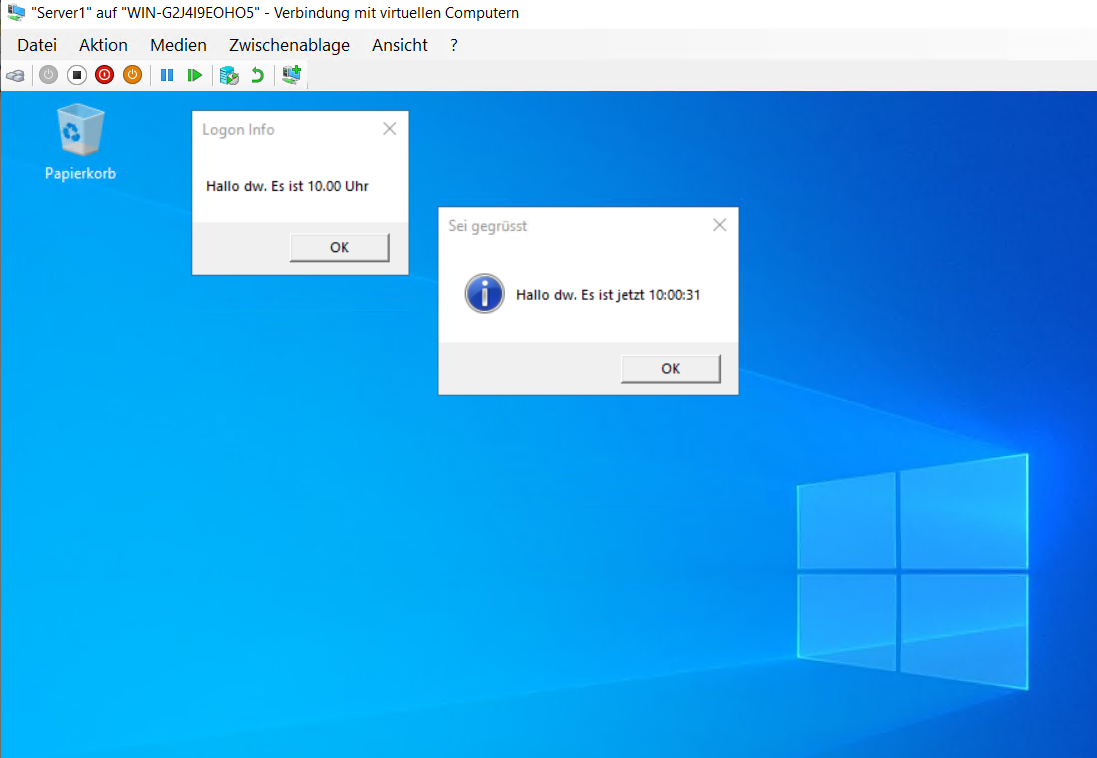 "Server1" auf "WIN-G2J4I9EOHO5" - Verbindung mit virtuellen Computern
Datei Aktion Medien Zwischenablage Ansicht ?
Papierkorb
Logon Info
Hallo dw. Es ist 10.00 Uhr
OK
Sei gegrüsst
Hallo dw. Es ist jetzt 10:00:31
OK